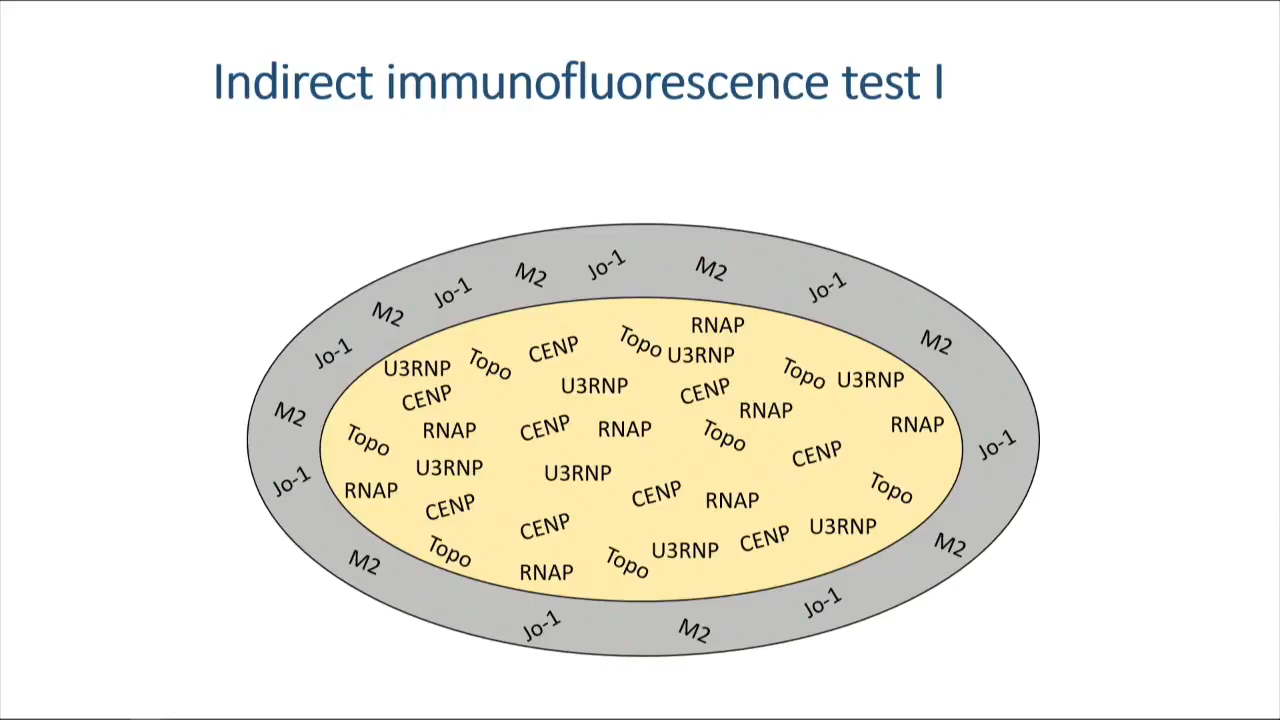 Indirect immunofluorescence test I
Jo-1
M2
M2
Jo-1
M2
Jo-1
Jo-1
M2
M2
Jo-1
RNAP
CENP
Topo
U3RNP
U3RNP
Topo
Topo
U3RNP
U3RNP
CENP
CENP
RNAP
M2
RNAP
CENP
RNAP
Topo
RNAP
Topo
Jo-1
CENP
U3RNP
U3RNP
Jo-1
RNAP
CENP
RNAP
Topo
CENP
CENP
U3RNP
CENP
M2
Topo
U3RNP
M2
RNAP
Topo
Jo-1
Jo-1
M2